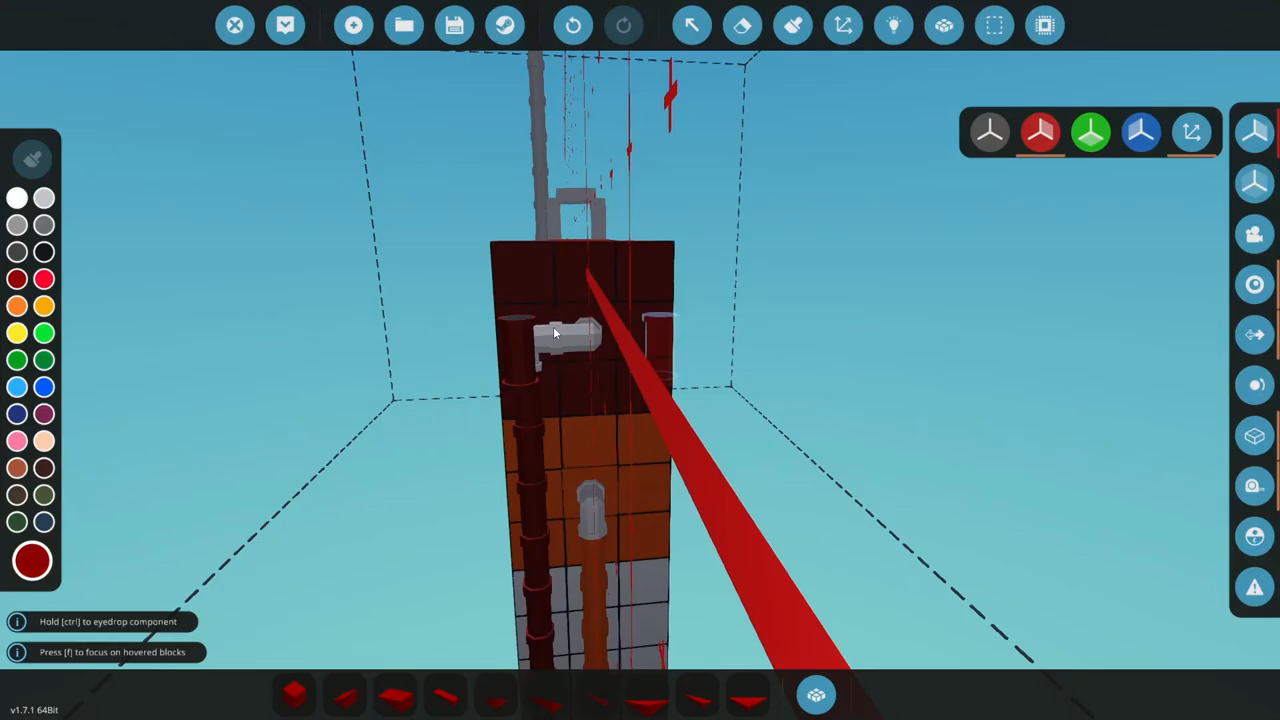 Hold [ctrl] to eyedrop component
Press [f] to focus on hovered blocks
v1.7.1 64Bit